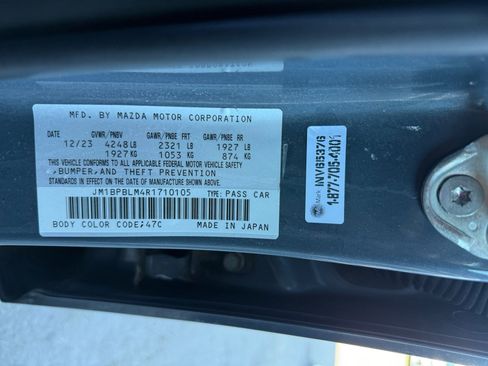 MFD. BY MAZDA MOTOR CORPORATION
12/23 GVWR/PNBV GAWR/PNBE FRT GAWR/PNBE RR
4248 LB 2321 LB 1927 LB
1927 KG 1053 KG 874 KG
THIS VEHICLE CONFORMS TO ALL APPLICABLE FEDERAL MOTOR VEHICLE SAFETY
,BUMPER,AND THEFT PREVENTION
STANDARDS IN EFFECT ON THE DATE OF MANUFACTURE SHOWN ABOVE.
JM1BPBLM4R1710105 TYPE: PASS CAR
BODY COLOR CODE;47C MADE IN JAPAN